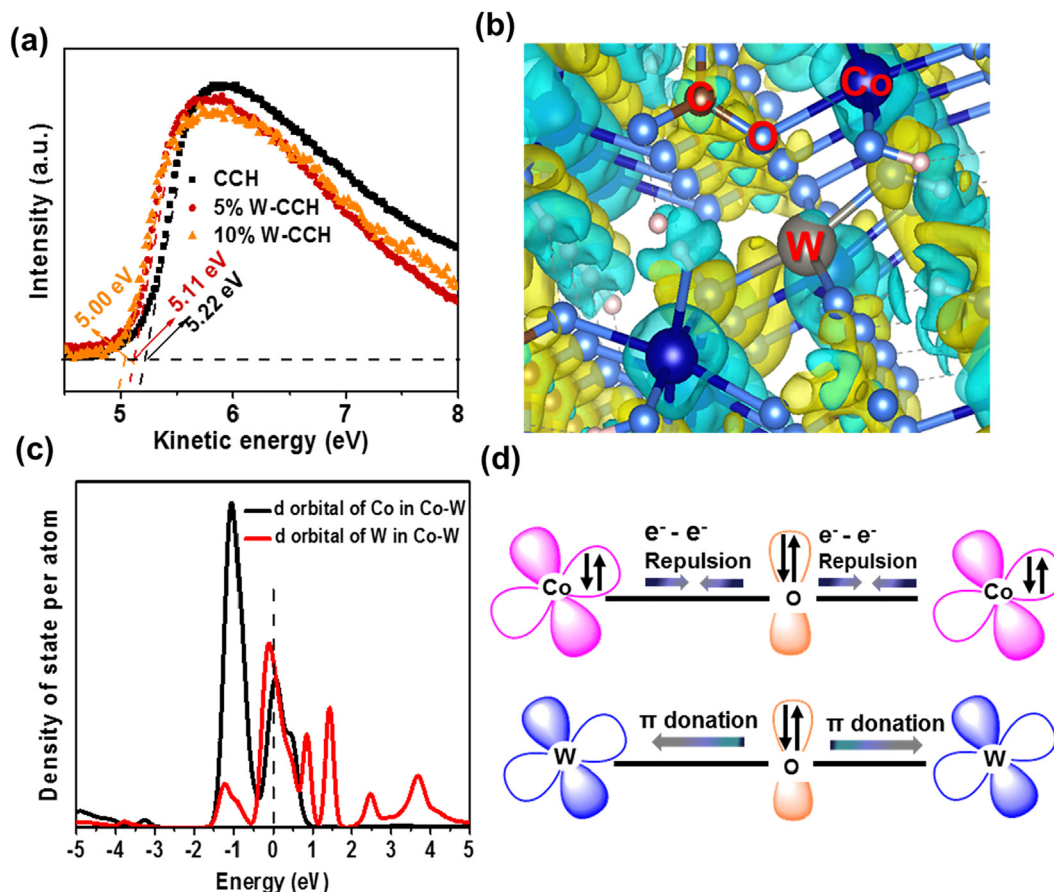 (a)
Intensity (a.u.)
CCH
5% W-CCH
10% W-CCH
5.00 eV
5.11 eV
5.22 eV
5 6 7 8
Kinetic energy (eV)
(b)
C
O
Co
W
(c)
Density of state per atom
d orbital of Co in Co-W
d orbital of W in Co-W
-5 -4 -3 -2 -1 0 1 2 3 4 5
Energy (eV)
(d)
e⁻ - e⁻ e⁻ - e⁻
Repulsion Repulsion
Co O Co
π donation π donation
W O W